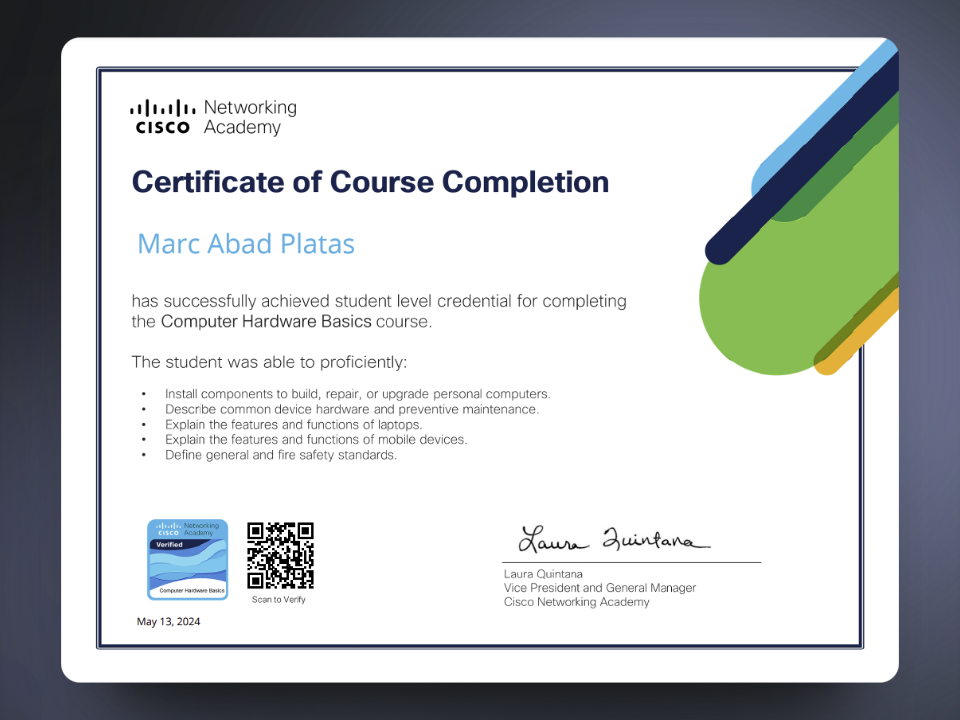 Networking
CISCO Academy
Certificate of Course Completion
Marc Abad Platas
has successfully achieved student level credential for completing
the Computer Hardware Basics course.
The student was able to proficiently:
• Install components to build, repair, or upgrade personal computers.
• Describe common device hardware and preventive maintenance.
• Explain the features and functions of laptops.
• Explain the features and functions of mobile devices.
• Define general and fire safety standards.
Networking
CISCO Academy
Verified
Computer Hardware Basics
Scan to Verify
May 13, 2024
Laura Quintana
Laura Quintana
Vice President and General Manager
Cisco Networking Academy